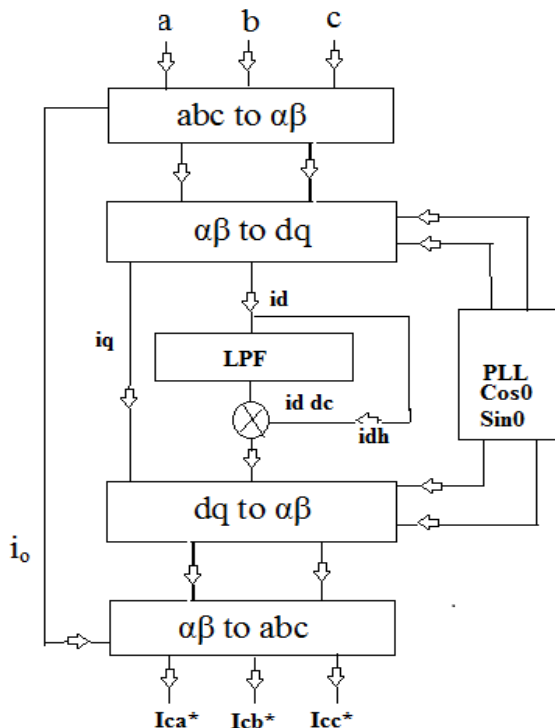 a b c
abc to αβ
αβ to dq
id
iq
LPF
PLL
Cos0
Sin0
id dc
idh
dq to αβ
io
αβ to abc
Ica* Icb* Icc*